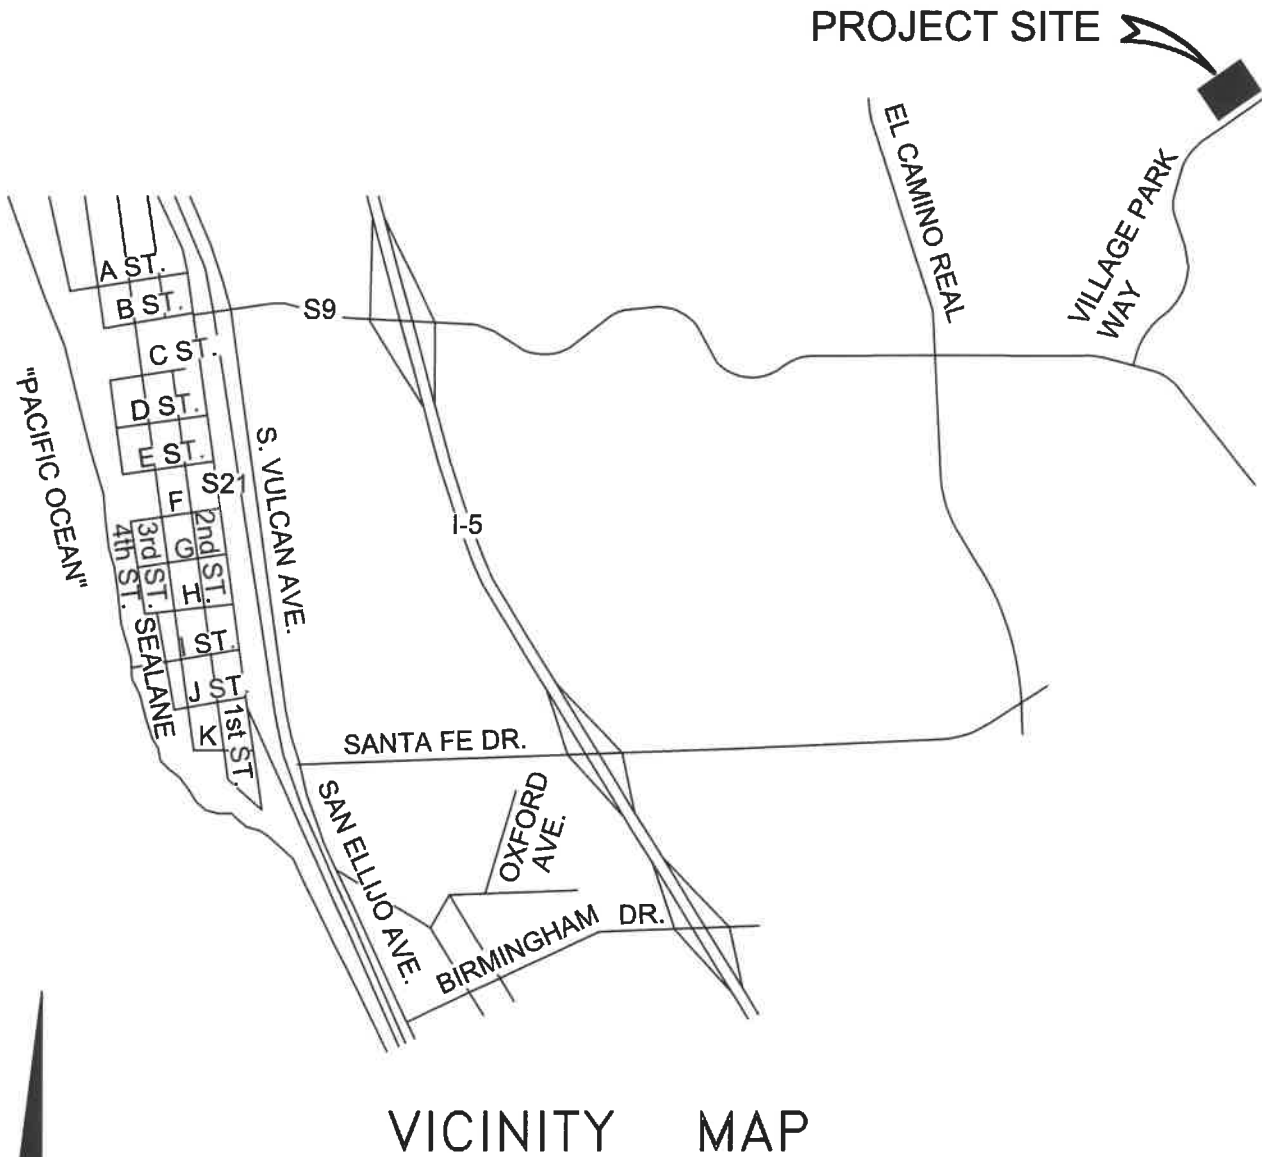 PROJECT SITE
EL CAMINO REAL
VILLAGE PARK
WAY
A ST.
B ST.
S9
C ST.
"PACIFIC OCEAN"
D ST.
E ST.
S21
S. VULCAN AVE.
F
I-5
2nd ST.
3rd ST.
4th ST.
G
H
I ST.
SEALANE
J ST.
1st ST.
K
SANTA FE DR.
SAN ELLIJO AVE.
OXFORD
AVE.
BIRMINGHAM DR.
VICINITY MAP